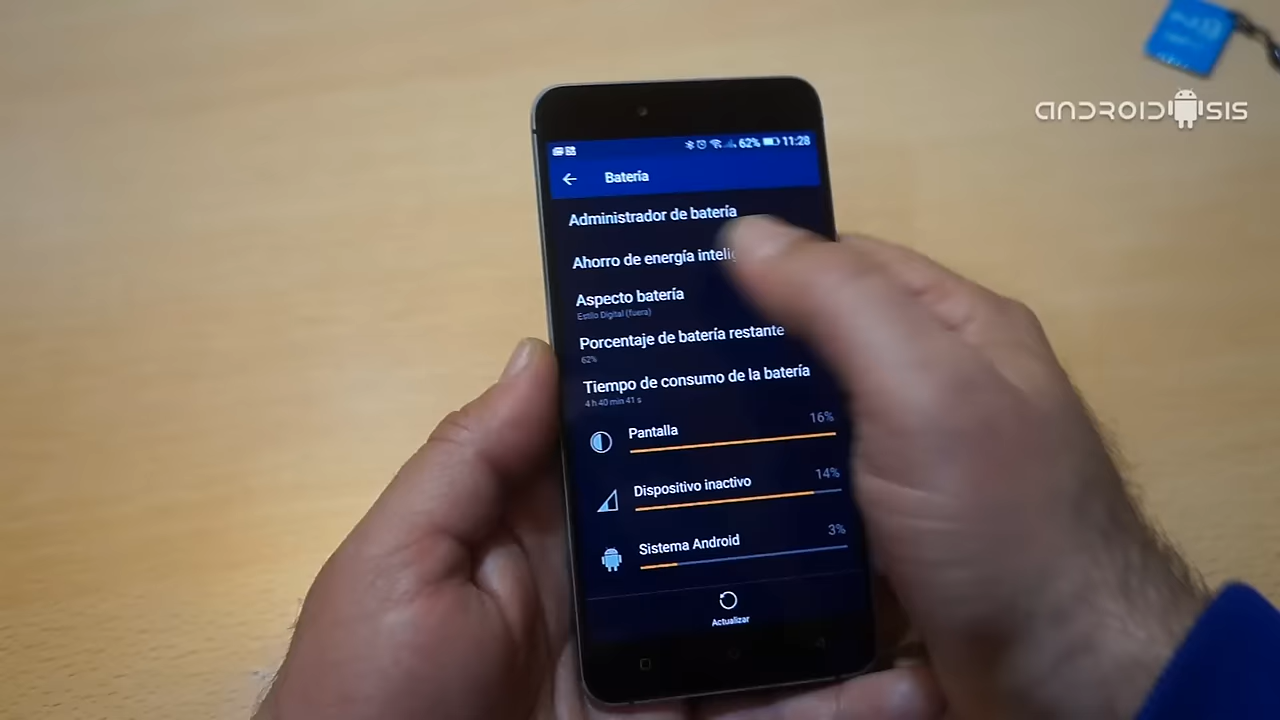 ANDROIDSIS
62% 11:28
Batería
Administrador de batería
Ahorro de energía
Aspecto batería
Estilo Digital (fuera)
Porcentaje de batería restante
62%
Tiempo de consumo de la batería
4 h 40 min 41 s
Pantalla 16%
Dispositivo inactivo 14%
Sistema Android 3%
Actualizar